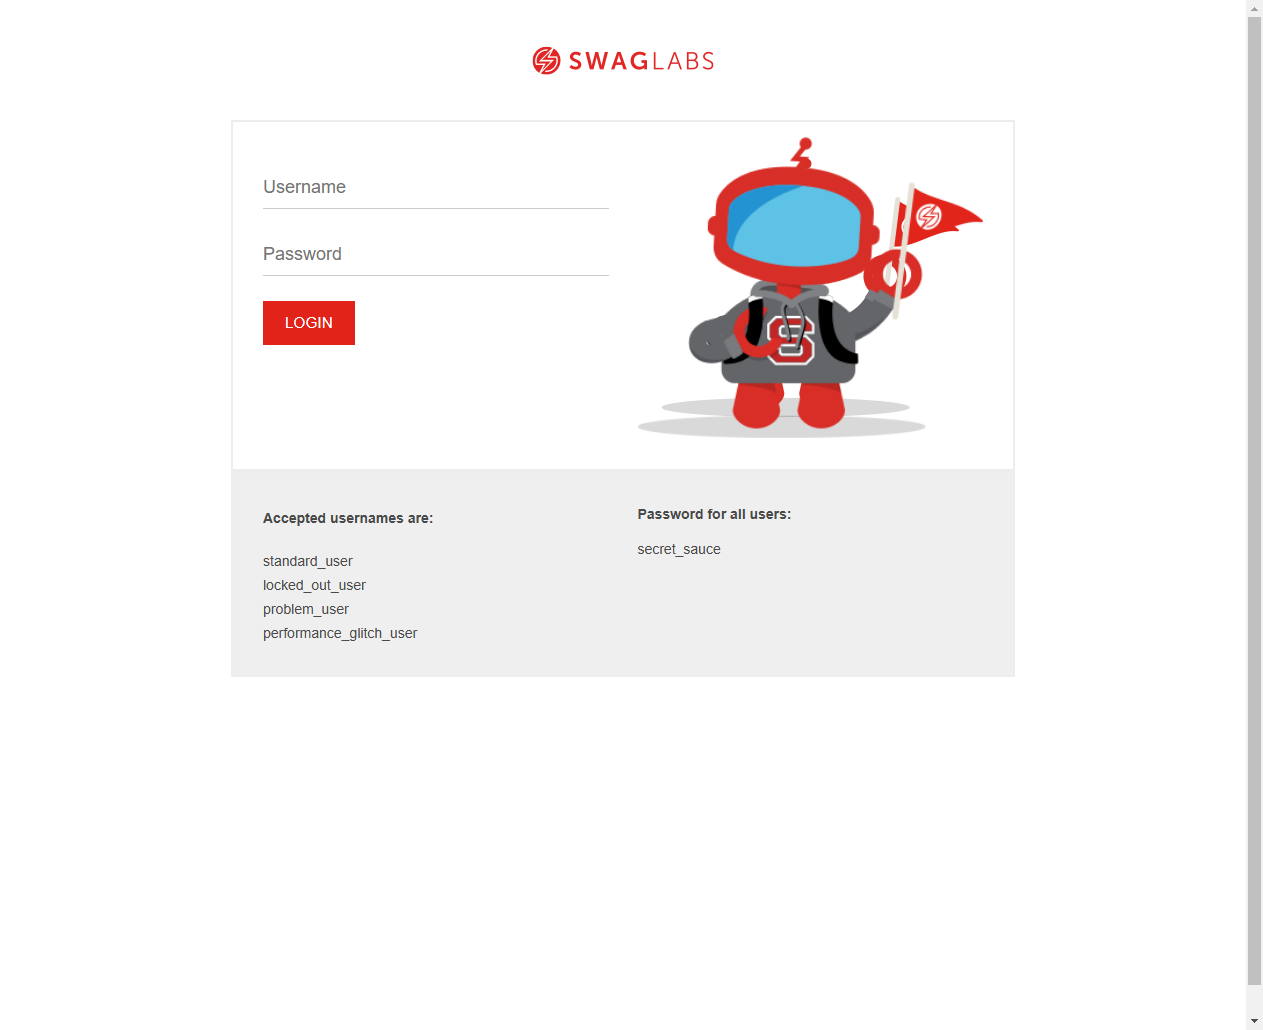 SWAGLABS
Username
Password
LOGIN
S
Accepted usernames are:
standard_user
locked_out_user
problem_user
performance_glitch_user
Password for all users:
secret_sauce